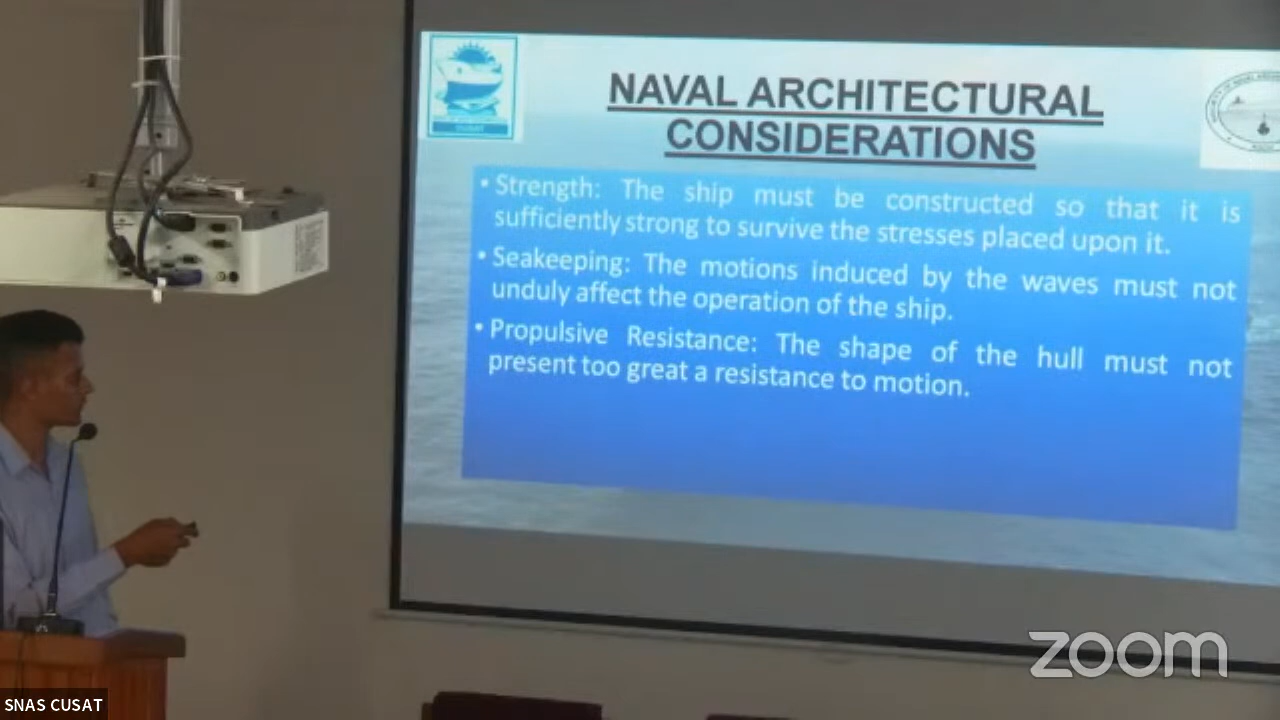 NAVAL ARCHITECTURAL
CONSIDERATIONS
• Strength: The ship must be constructed so that it is
sufficiently strong to survive the stresses placed upon it.
• Seakeeping: The motions induced by the waves must not
unduly affect the operation of the ship.
• Propulsive Resistance: The shape of the hull must not
present too great a resistance to motion.
zoom
SNAS CUSAT